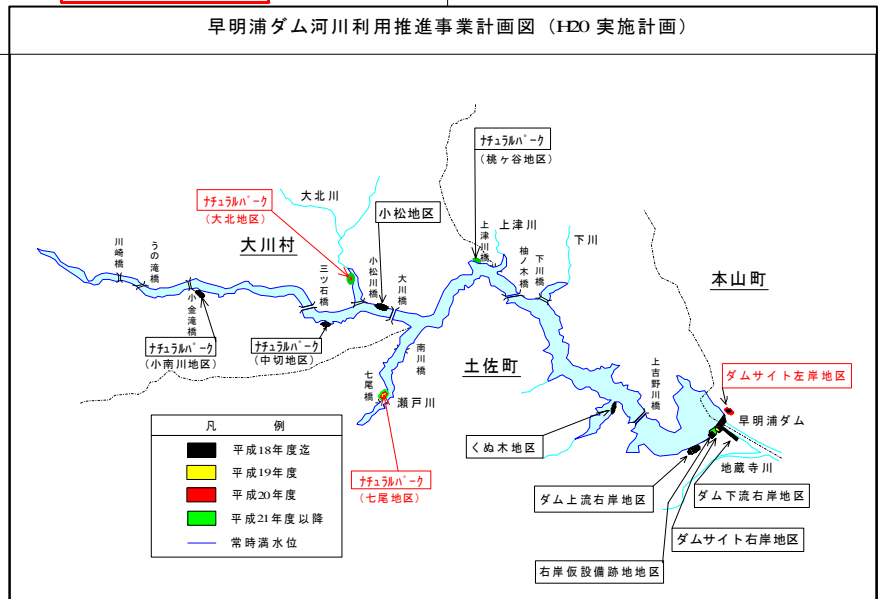 早明浦ダム河川利用推進事業計画図（H20 実施計画）
ﾅﾁｭﾗﾙﾊﾟｰｸ
（桃ヶ谷地区）
ﾅﾁｭﾗﾙﾊﾟｰｸ
（大北地区）
大北川
小松地区
上津川
上津川橋
下川
大川村
柚ノ木橋
下川橋
本山町
川崎橋
うの滝橋
小金滝橋
三ツ石橋
小松川橋
大川橋
ﾅﾁｭﾗﾙﾊﾟｰｸ
（小南川地区）
ﾅﾁｭﾗﾙﾊﾟｰｸ
（中切地区）
南川橋
七尾橋
瀬戸川
土佐町
上吉野川橋
ダムサイト左岸地区
早明浦ダム
くぬ木地区
地蔵寺川
ﾅﾁｭﾗﾙﾊﾟｰｸ
（七尾地区）
ダム上流右岸地区
ダム下流右岸地区
ダムサイト右岸地区
右岸仮設備跡地地区
凡　例
平成18年度迄
平成19年度
平成20年度
平成21年度以降
常時満水位